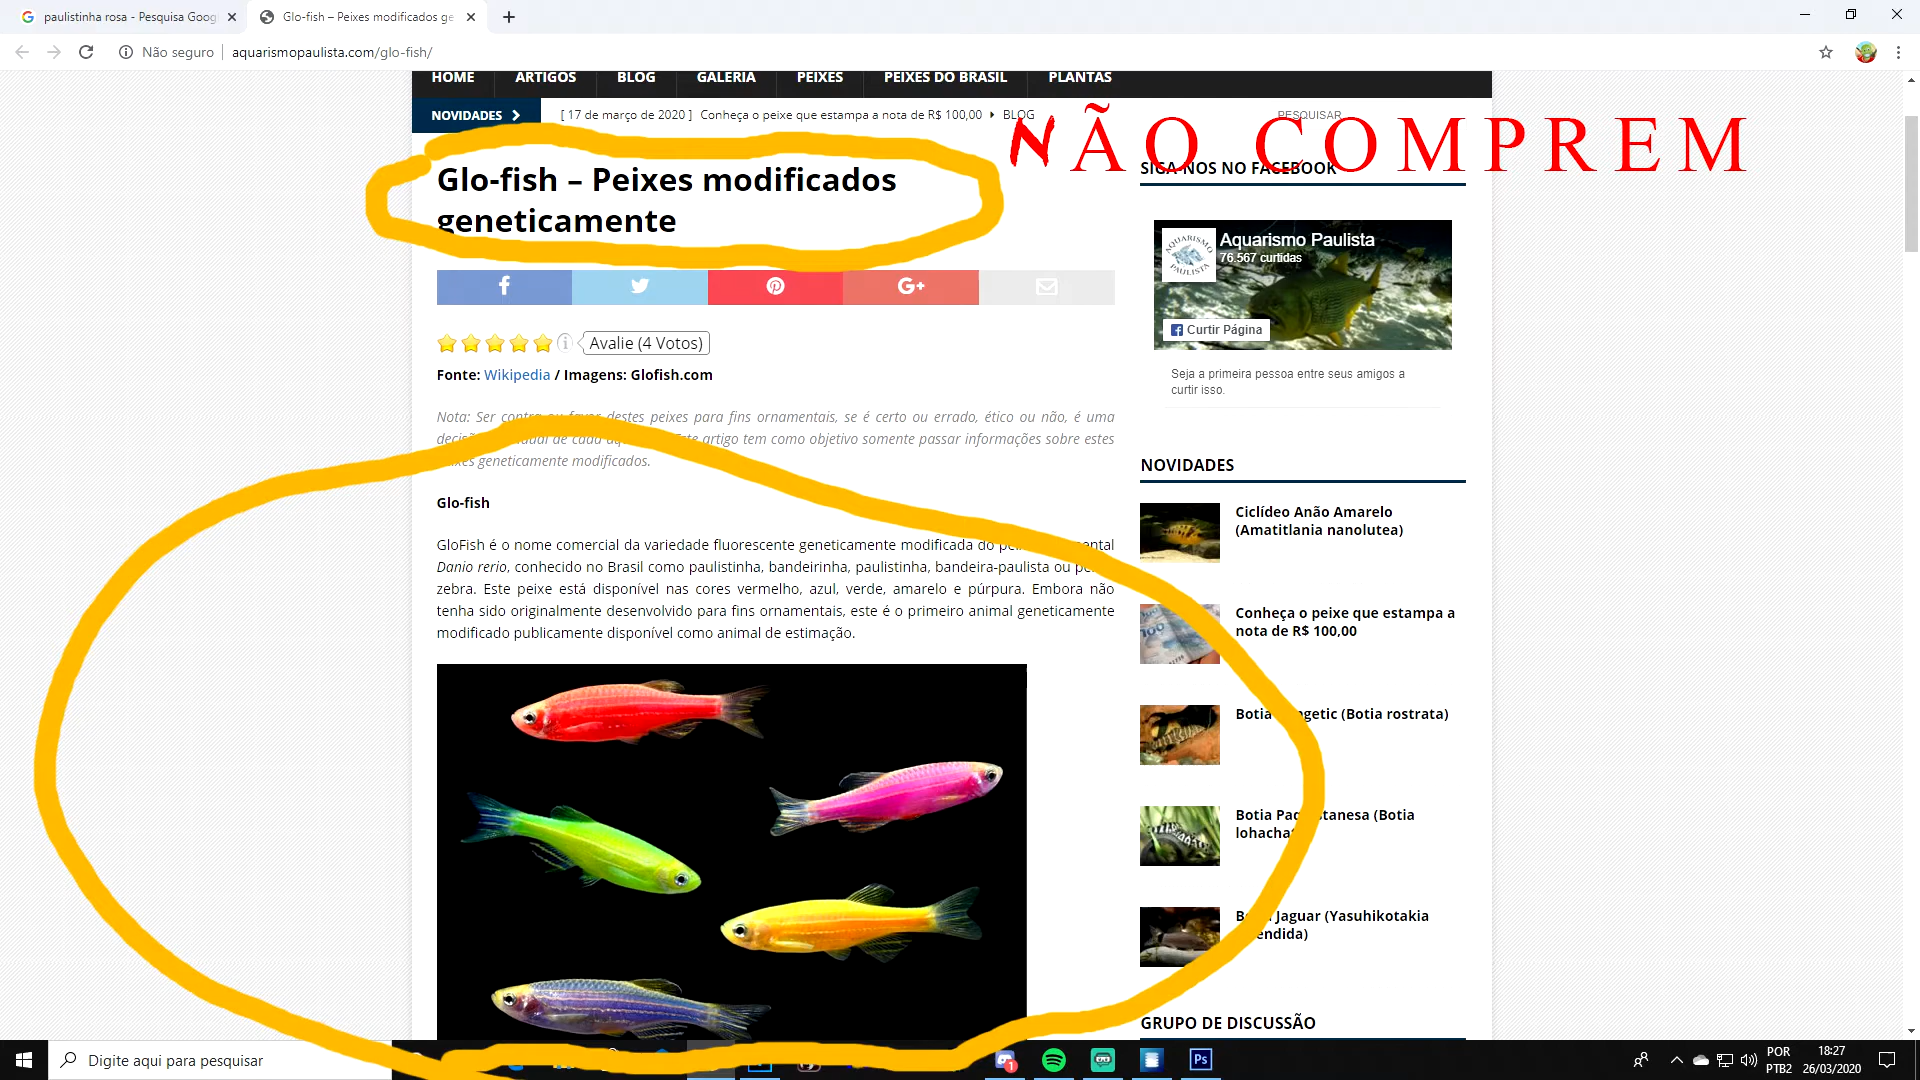 paulistinha rosa - Pesquisa Goog
Glo-fish – Peixes modificados ge
Não seguro
aquarismopaulista.com/glo-fish/
HOME ARTIGOS BLOG GALERIA PEIXES PEIXES DO BRASIL PLANTAS
NOVIDADES
[ 17 de março de 2020 ] Conheça o peixe que estampa a nota de R$ 100,00 BLOG
PESQUISAR
NÃO COMPREM
Glo-fish – Peixes modificados
geneticamente
Avalie (4 Votos)
Fonte: Wikipedia / Imagens: Glofish.com
Nota: Ser contra ou favor destes peixes para fins ornamentais, se é certo ou errado, ético ou não, é uma
de cada artigo tem como objetivo somente passar informações sobre estes
geneticamente modificados.
Glo-fish
GloFish é o nome comercial da variedade fluorescente geneticamente modificada do
Danio rerio, conhecido no Brasil como paulistinha, bandeirinha, paulistinha, bandeira-paulista ou
zebra. Este peixe está disponível nas cores vermelho, azul, verde, amarelo e púrpura. Embora não
tenha sido originalmente desenvolvido para fins ornamentais, este é o primeiro animal geneticamente
modificado publicamente disponível como animal de estimação.
SIGA-NOS NO FACEBOOK
AQUARISMO PAULISTA
Aquarismo Paulista
76.567 curtidas
Curtir Página
Seja a primeira pessoa entre seus amigos a
curtir isso.
NOVIDADES
Ciclídeo Anão Amarelo
(Amatitlania nanolutea)
Conheça o peixe que estampa a
nota de R$ 100,00
Botia (Botia rostrata)
Botia (Botia
Jaguar (Yasuhikotakia
GRUPO DE DISCUSSÃO
Digite aqui para pesquisar
1
Ps
POR
PTB2
18:27
26/03/2020